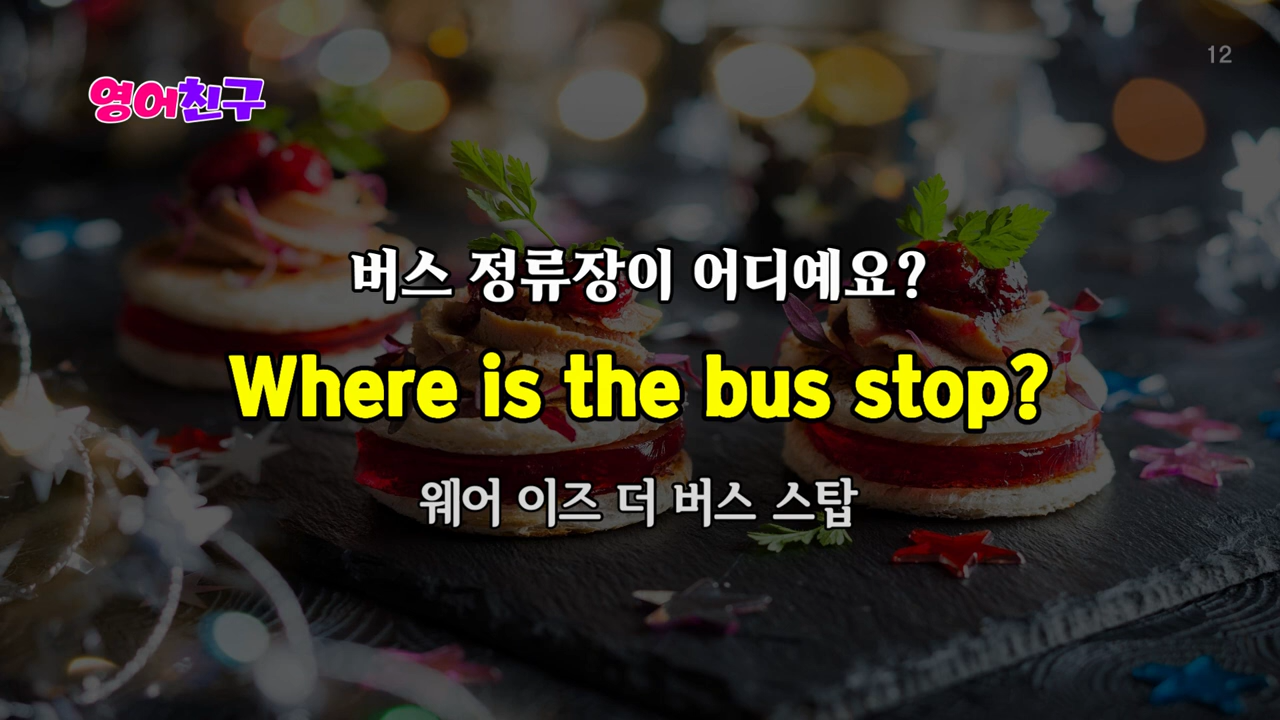 영어친구
12
버스 정류장이 어디예요?
Where is the bus stop?
웨어 이즈 더 버스 스탑